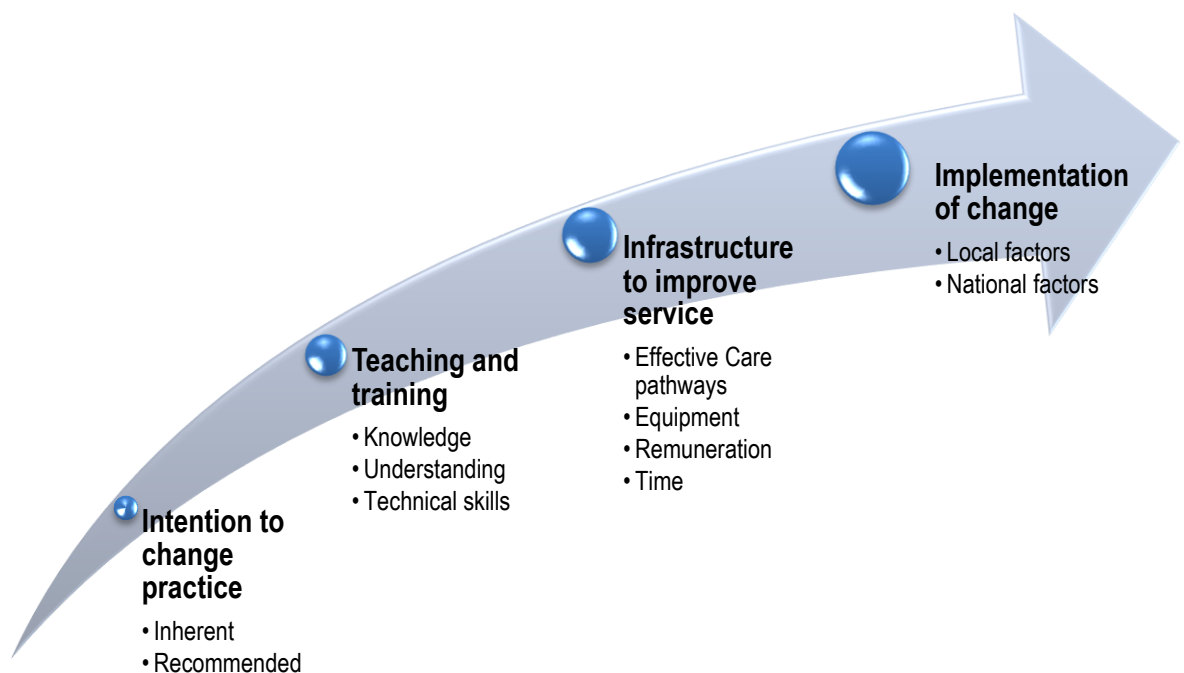 Intention to
change
practice
• Inherent
• Recommended
Teaching and
training
• Knowledge
• Understanding
• Technical skills
Infrastructure
to improve
service
• Effective Care
pathways
• Equipment
• Remuneration
• Time
Implementation
of change
• Local factors
• National factors